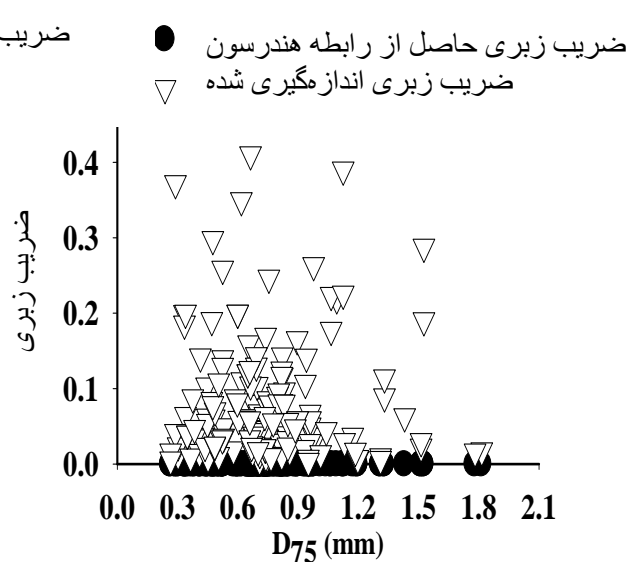 ضریب
ضریب زبری حاصل از رابطه هندرسون
ضریب زبری اندازه‌گیری شده
ضریب زبری
0.4
0.3
0.2
0.1
0.0
0.0 0.3 0.6 0.9 1.2 1.5 1.8 2.1
D75 (mm)